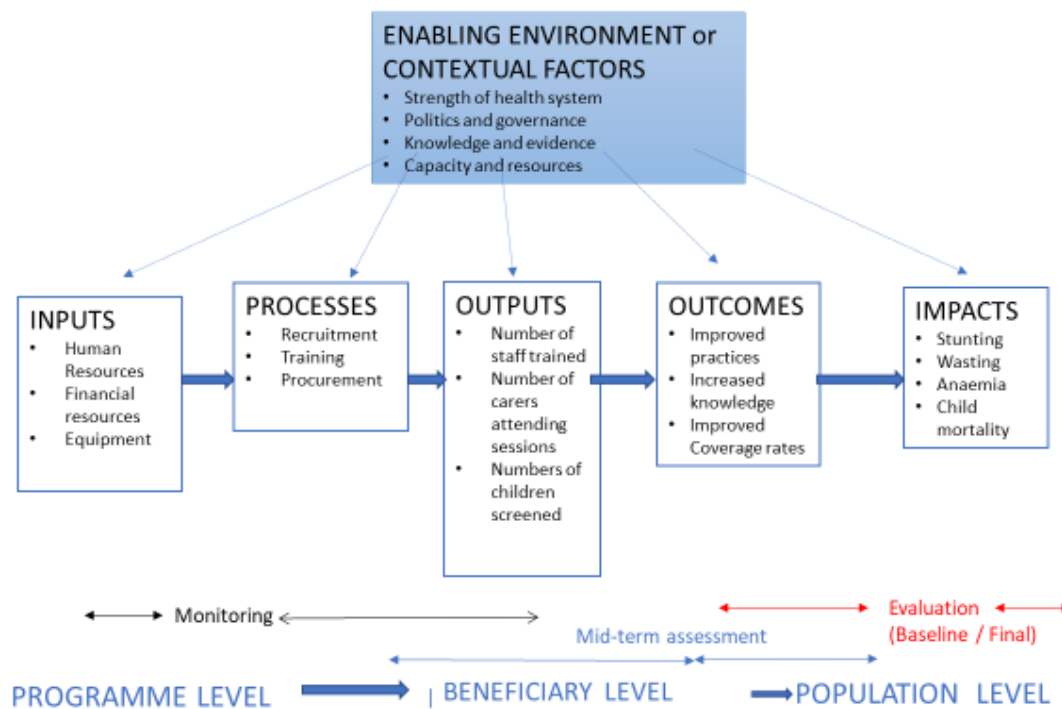 ENABLING ENVIRONMENT or
CONTEXTUAL FACTORS
• Strength of health system
• Politics and governance
• Knowledge and evidence
• Capacity and resources
INPUTS
• Human
Resources
• Financial
resources
• Equipment
PROCESSES
• Recruitment
• Training
• Procurement
OUTPUTS
• Number of
staff trained
• Number of
carers
attending
sessions
• Numbers of
children
screened
OUTCOMES
• Improved
practices
• Increased
knowledge
• Improved
Coverage rates
IMPACTS
• Stunting
• Wasting
• Anaemia
• Child
mortality
Monitoring
Mid-term assessment
Evaluation
(Baseline / Final)
PROGRAMME LEVEL
BENEFICIARY LEVEL
POPULATION LEVEL